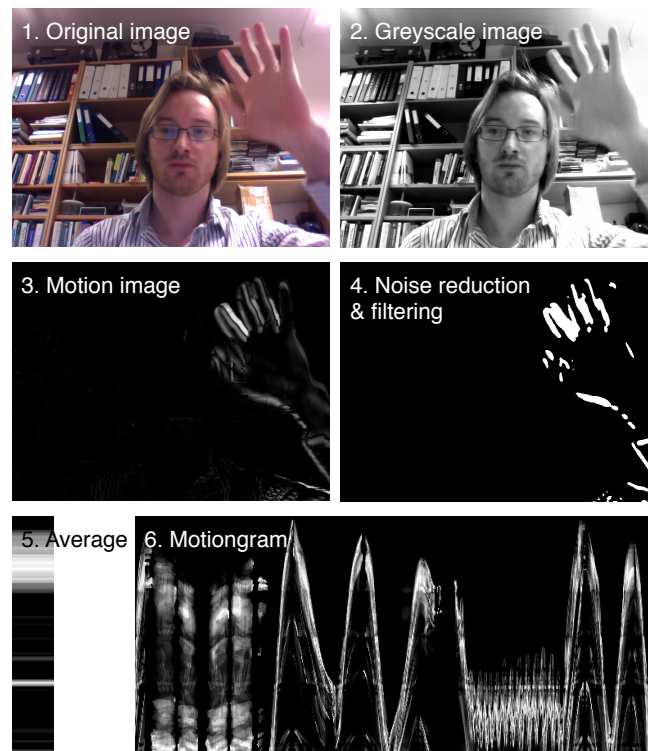 1. Original image
2. Greyscale image
3. Motion image
4. Noise reduction
& filtering
5. Average
6. Motiongram